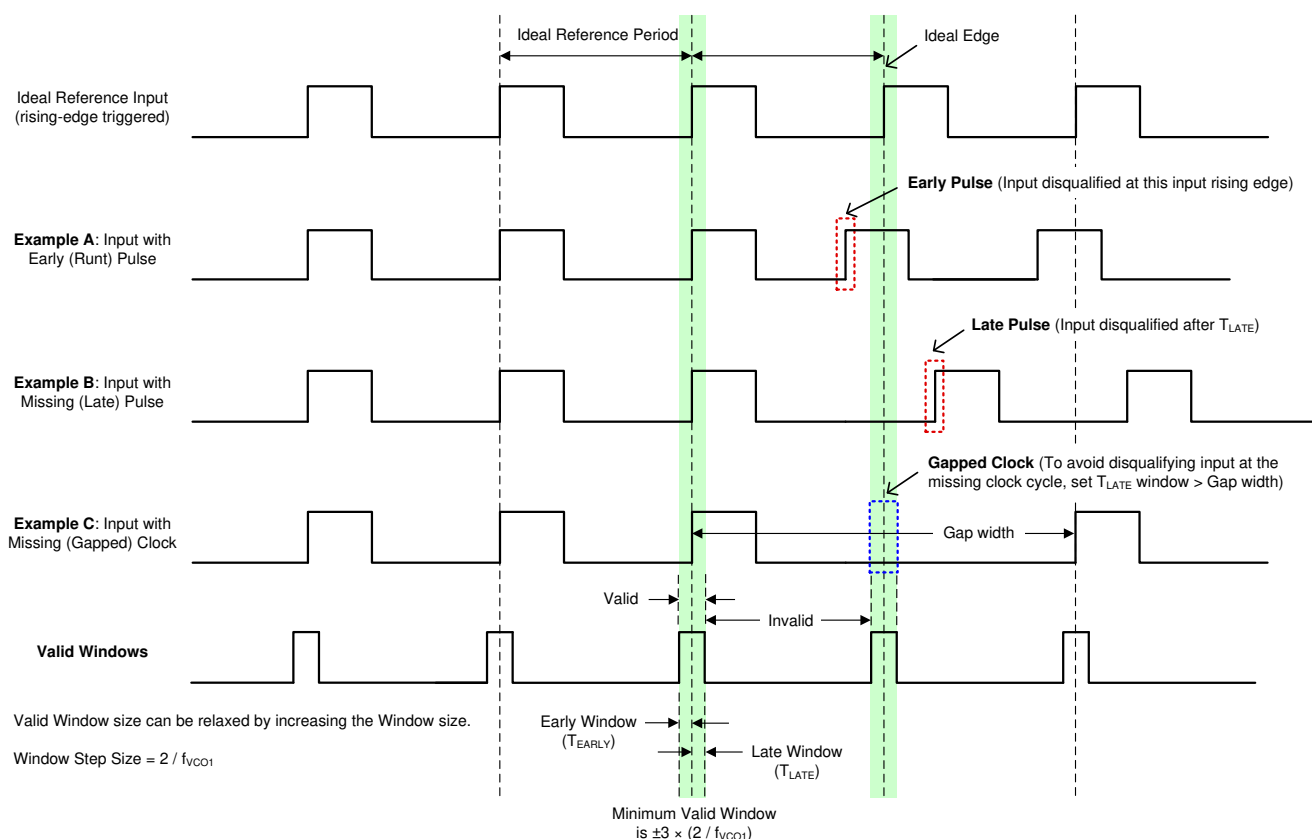 Ideal Reference Period
Ideal Edge
Ideal Reference Input
(rising-edge triggered)
Early Pulse (Input disqualified at this input rising edge)
Example A: Input with
Early (Runt) Pulse
Late Pulse (Input disqualified after TLATE)
Example B: Input with
Missing (Late) Pulse
Gapped Clock (To avoid disqualifying input at the
missing clock cycle, set TLATE window > Gap width)
Example C: Input with
Missing (Gapped) Clock
Gap width
Valid
Invalid
Valid Windows
Valid Window size can be relaxed by increasing the Window size.
Early Window
(TEARLY)
Window Step Size = 2 / fVCO1
Late Window
(TLATE)
Minimum Valid Window
is ±3 × (2 / fVCO1)